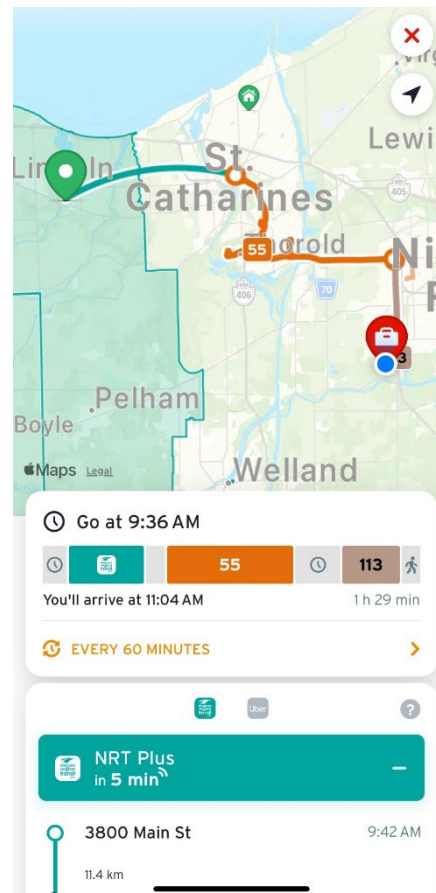 Lewi
Lincoln
St.
Catharines
405
55
Thorold
Ni
406
70
3
Pelham
Boyle
Maps Legal
Welland
Go at 9:36 AM
55 113
You'll arrive at 11:04 AM 1 h 29 min
EVERY 60 MINUTES
Uber ?
NRT Plus
in 5 min
3800 Main St 9:42 AM
11.4 km